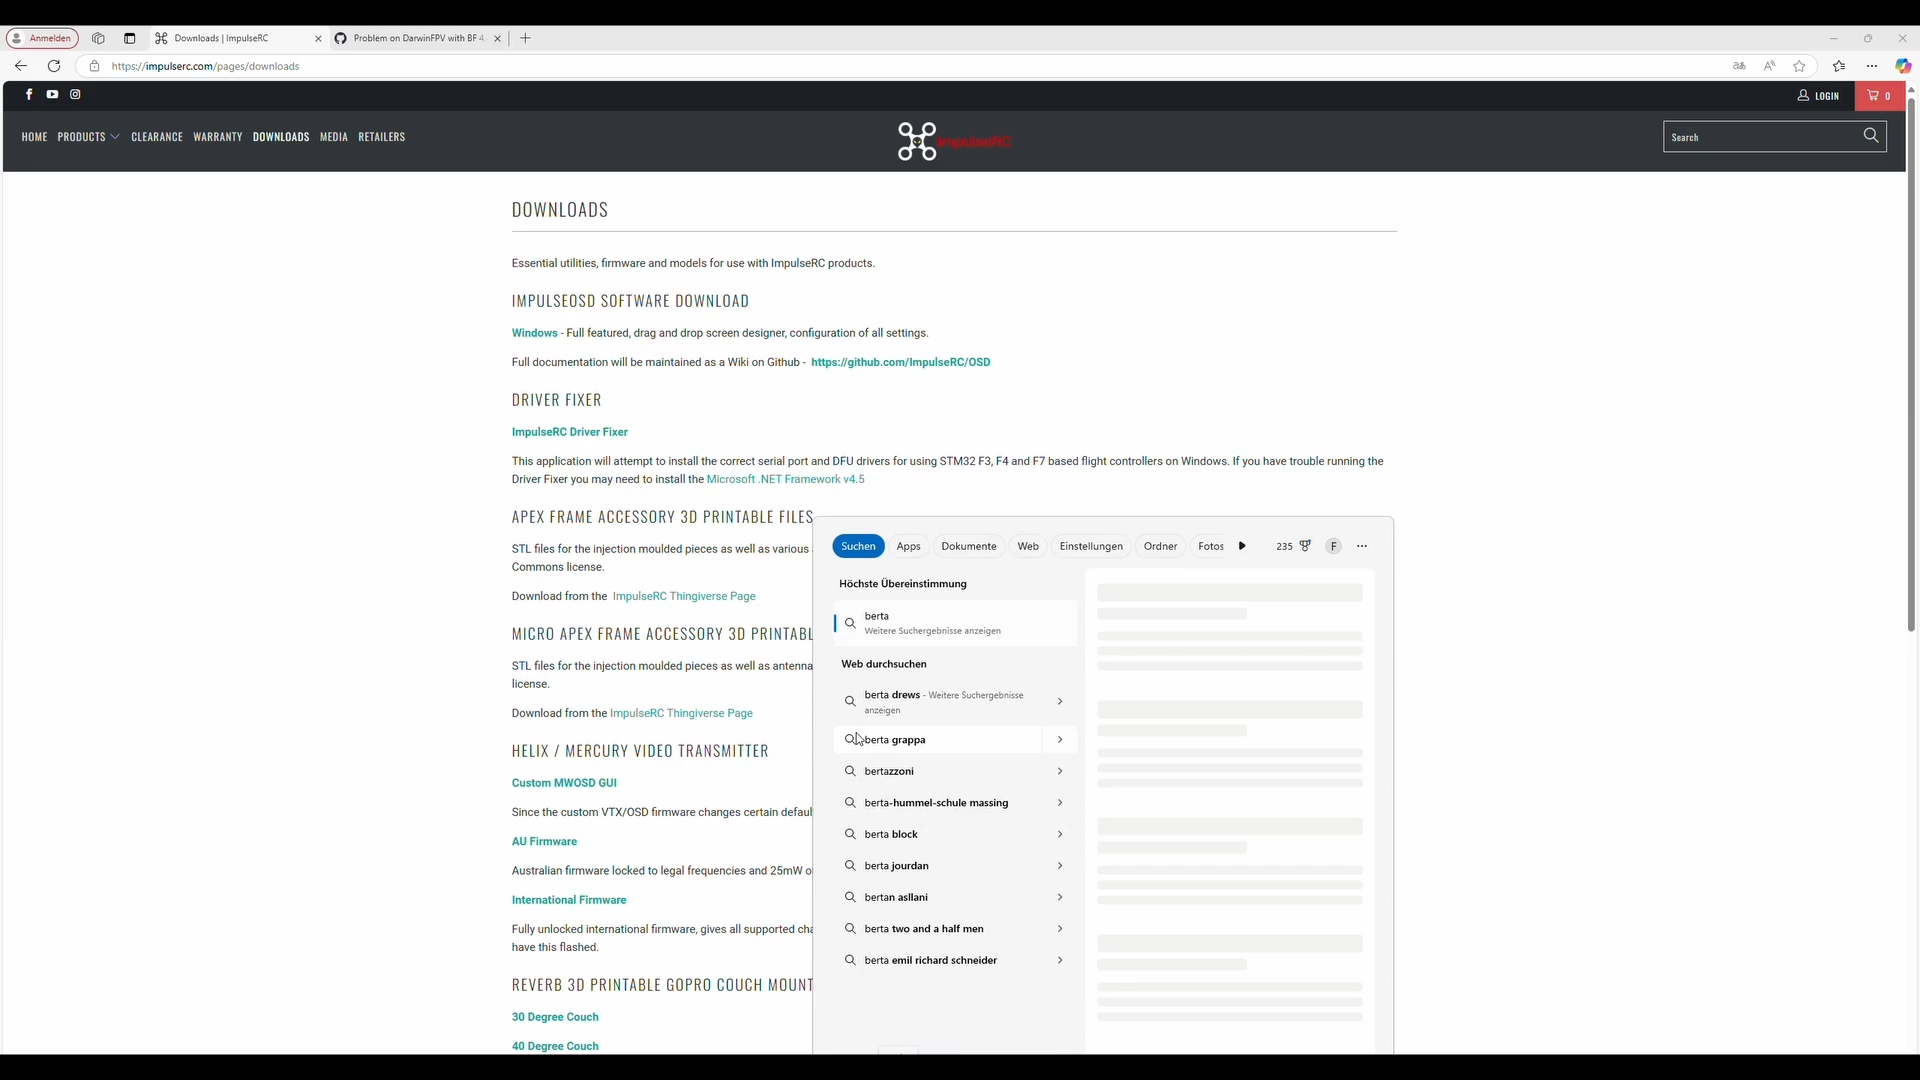 Anmelden
Downloads | ImpulseRC
Problem on DarwinFPV with BF 4.
https://impulserc.com/pages/downloads
LOGIN
0
HOME PRODUCTS CLEARANCE WARRANTY DOWNLOADS MEDIA RETAILERS
ImpulseRC
Search
DOWNLOADS
Essential utilities, firmware and models for use with ImpulseRC products.
IMPULSEOSD SOFTWARE DOWNLOAD
Windows - Full featured, drag and drop screen designer, configuration of all settings.
Full documentation will be maintained as a Wiki on Github - https://github.com/ImpulseRC/OSD
DRIVER FIXER
ImpulseRC Driver Fixer
This application will attempt to install the correct serial port and DFU drivers for using STM32 F3, F4 and F7 based flight controllers on Windows. If you have trouble running the
Driver Fixer you may need to install the Microsoft .NET Framework v4.5
APEX FRAME ACCESSORY 3D PRINTABLE FILES
STL files for the injection moulded pieces as well as various
Commons license.
Download from the ImpulseRC Thingiverse Page
MICRO APEX FRAME ACCESSORY 3D PRINTABL
STL files for the injection moulded pieces as well as antenna
license.
Download from the ImpulseRC Thingiverse Page
HELIX / MERCURY VIDEO TRANSMITTER
Custom MWOSD GUI
Since the custom VTX/OSD firmware changes certain defaul
AU Firmware
Australian firmware locked to legal frequencies and 25mW o
International Firmware
Fully unlocked international firmware, gives all supported cha
have this flashed.
REVERB 3D PRINTABLE GOPRO COUCH MOUNT
30 Degree Couch
40 Degree Couch
Suchen Apps Dokumente Web Einstellungen Ordner Fotos 235 F
Höchste Übereinstimmung
berta
Weitere Suchergebnisse anzeigen
Web durchsuchen
berta drews - Weitere Suchergebnisse
anzeigen
berta grappa
bertazzoni
berta-hummel-schule massing
berta block
berta jourdan
bertan asllani
berta two and a half men
berta emil richard schneider